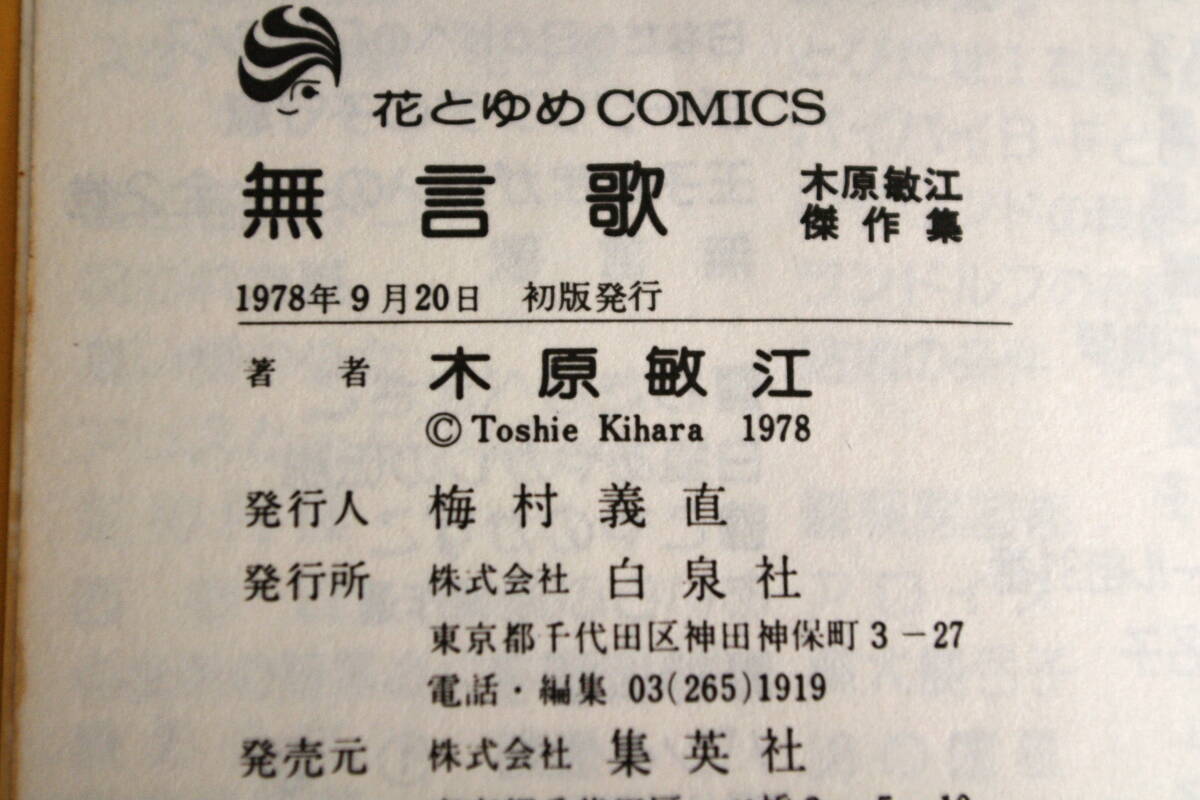 花とゆめCOMICS
無言歌 木原敏江
傑作集
1978年9月20日 初版発行
著者 木原敏江
©Toshie Kihara 1978
発行人 梅村義直
発行所 株式会社 白泉社
東京都千代田区神田神保町3-27
電話・編集 03(265)1919
発売元 株式会社 集英社